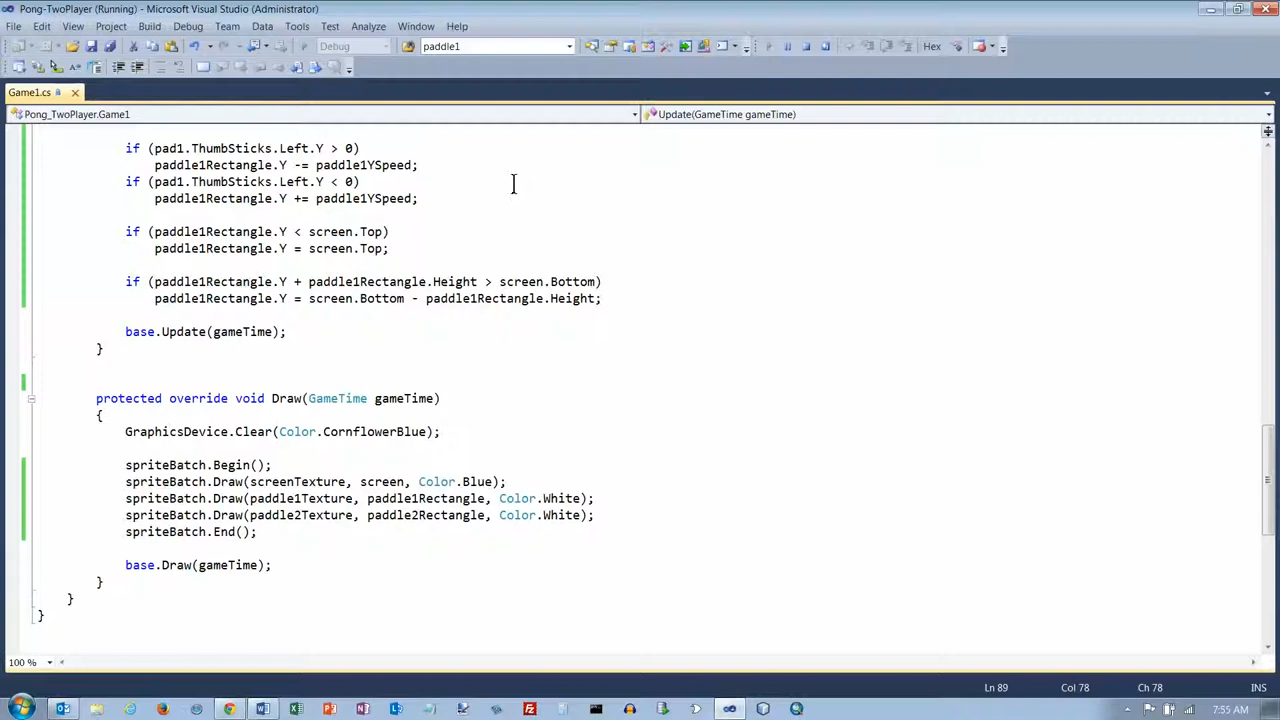 Pong-TwoPlayer (Running) - Microsoft Visual Studio (Administrator)
File Edit View Project Build Debug Team Data Tools Test Analyze Window Help
Debug paddle1 Hex
Game1.cs
Pong_TwoPlayer.Game1 Update(GameTime gameTime)
if (pad1.ThumbSticks.Left.Y > 0)
paddle1Rectangle.Y -= paddle1YSpeed;
if (pad1.ThumbSticks.Left.Y < 0)
paddle1Rectangle.Y += paddle1YSpeed;
if (paddle1Rectangle.Y < screen.Top)
paddle1Rectangle.Y = screen.Top;
if (paddle1Rectangle.Y + paddle1Rectangle.Height > screen.Bottom)
paddle1Rectangle.Y = screen.Bottom - paddle1Rectangle.Height;
base.Update(gameTime);
}
protected override void Draw(GameTime gameTime)
{
GraphicsDevice.Clear(Color.CornflowerBlue);
spriteBatch.Begin();
spriteBatch.Draw(screenTexture, screen, Color.Blue);
spriteBatch.Draw(paddle1Texture, paddle1Rectangle, Color.White);
spriteBatch.Draw(paddle2Texture, paddle2Rectangle, Color.White);
spriteBatch.End();
base.Draw(gameTime);
}
}
}
100 %
Ln 89 Col 78 Ch 78 INS
7:55 AM